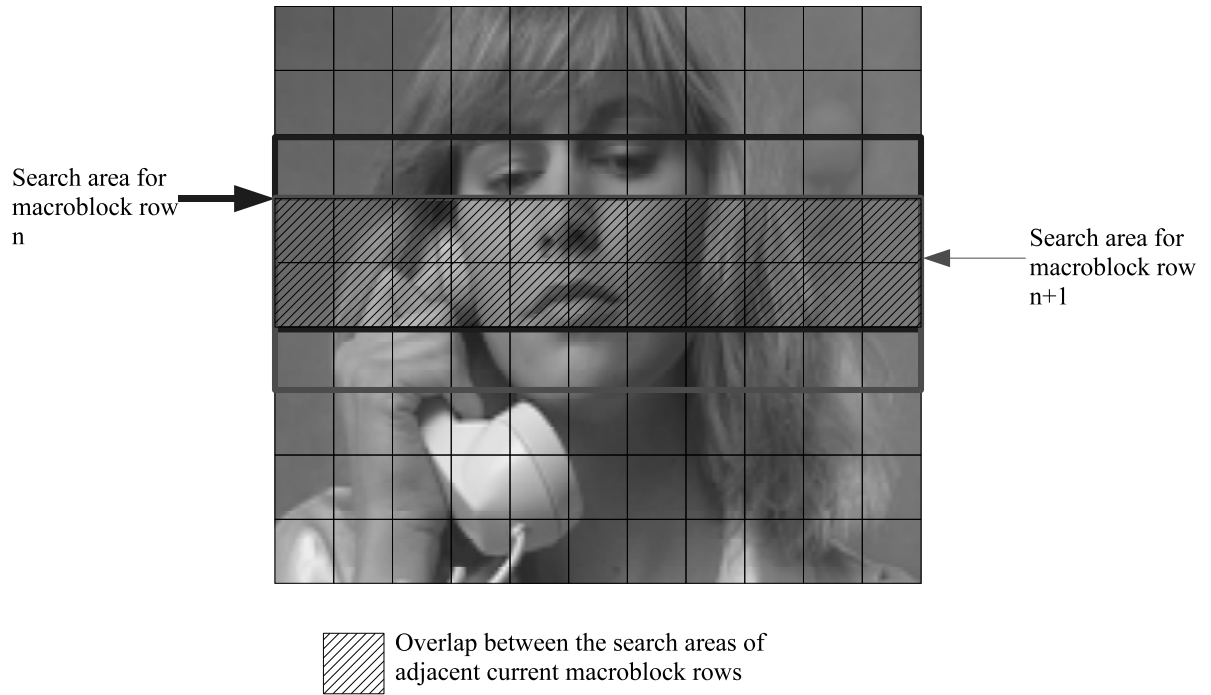 Search area for
macroblock row
n
Search area for
macroblock row
n+1
Overlap between the search areas of
adjacent current macroblock rows